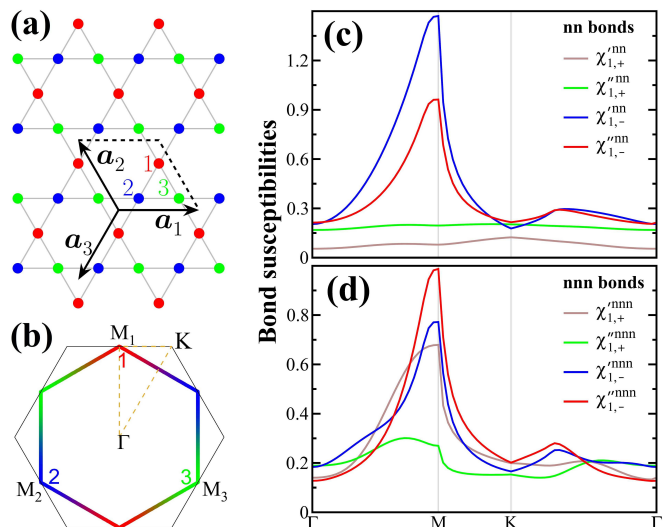 (a)
a₂
1
2
3
a₁
a₃
(b)
M₁
K
1
Γ
M₂
2
3
M₃
Bond susceptibilities
(c)
nn bonds
χ′ⁿⁿ₁,₊
χ″ⁿⁿ₁,₊
χ′ⁿⁿ₁,₋
χ″ⁿⁿ₁,₋
1.2
0.9
0.6
0.3
0
(d)
nnn bonds
χ′ⁿⁿⁿ₁,₊
χ″ⁿⁿⁿ₁,₊
χ′ⁿⁿⁿ₁,₋
χ″ⁿⁿⁿ₁,₋
0.8
0.6
0.4
0.2
0
Γ M K Γ